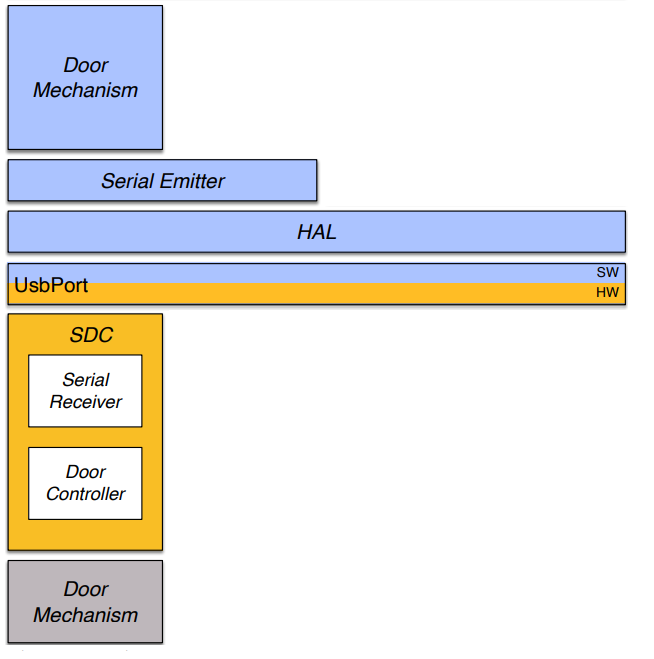 Door
Mechanism
Serial Emitter
HAL
UsbPort
SW
HW
SDC
Serial
Receiver
Door
Controller
Door
Mechanism